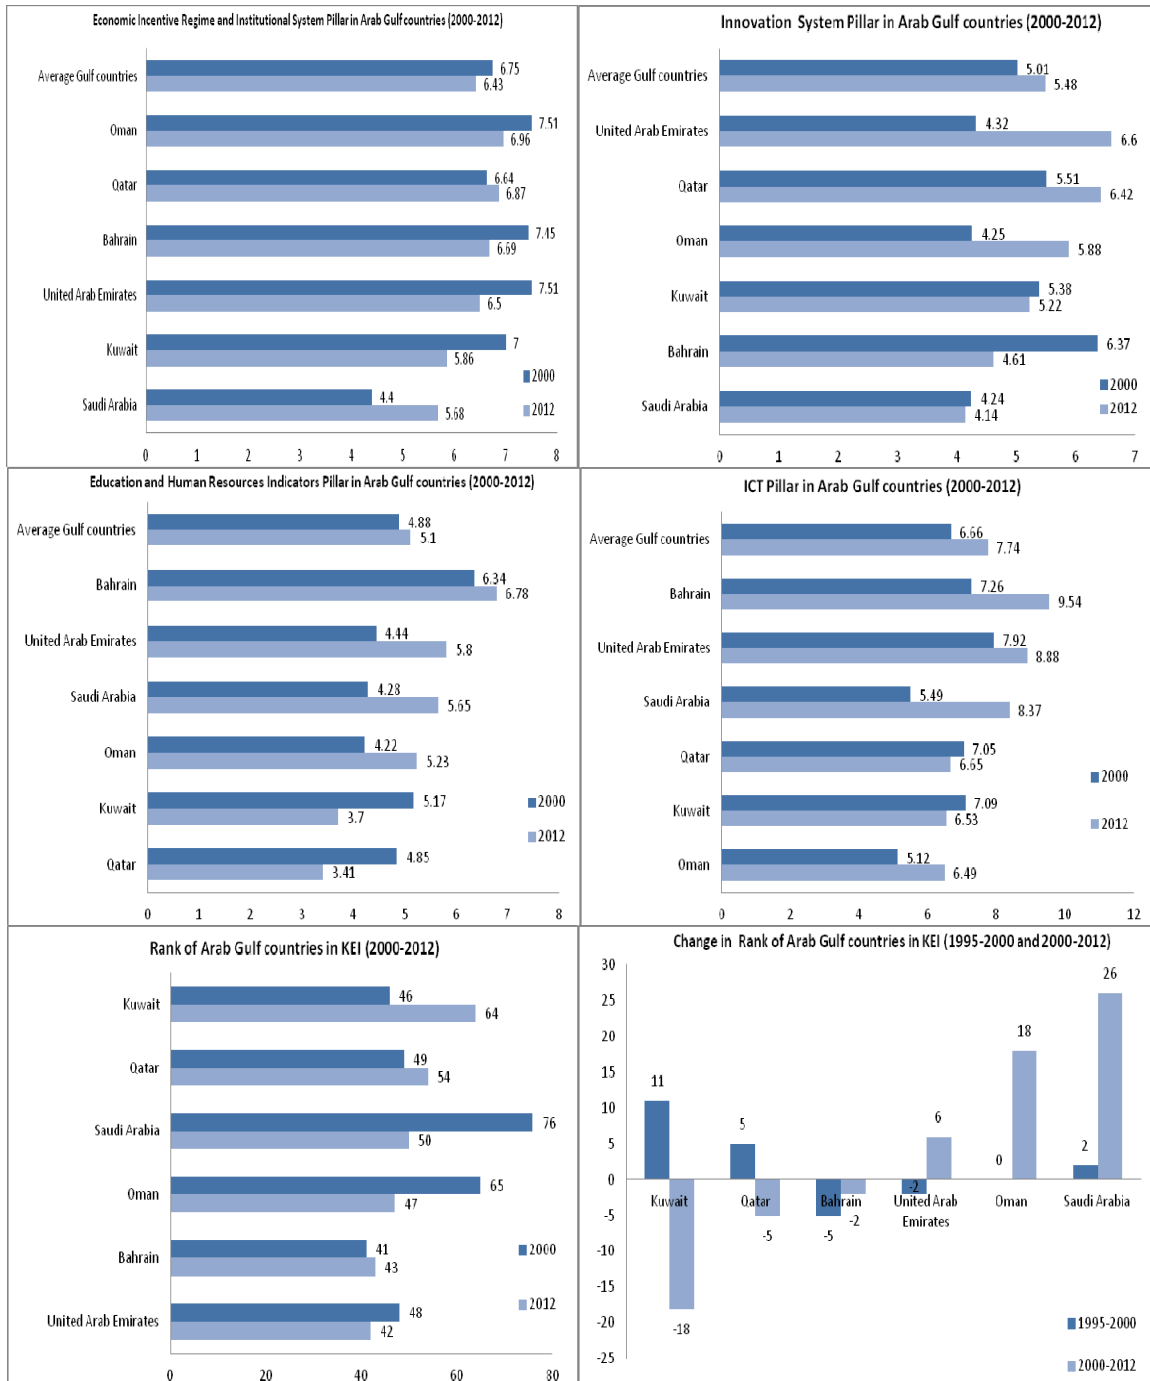 Economic Incentive Regime and Institutional System Pillar in Arab Gulf countries (2000-2012)
Average Gulf countries
6.75
6.43
Oman
7.51
6.96
Qatar
6.64
6.87
Bahrain
7.45
6.69
United Arab Emirates
7.51
6.5
Kuwait
7
5.86
Saudi Arabia
4.4
5.68
2000
2012
0 1 2 3 4 5 6 7 8
Innovation System Pillar in Arab Gulf countries (2000-2012)
Average Gulf countries
5.01
5.48
United Arab Emirates
4.32
6.6
Qatar
5.51
6.42
Oman
4.25
5.88
Kuwait
5.38
5.22
Bahrain
6.37
4.61
Saudi Arabia
4.24
4.14
2000
2012
0 1 2 3 4 5 6 7
Education and Human Resources Indicators Pillar in Arab Gulf countries (2000-2012)
Average Gulf countries
4.88
5.1
Bahrain
6.34
6.78
United Arab Emirates
4.44
5.8
Saudi Arabia
4.28
5.65
Oman
4.22
5.23
Kuwait
5.17
3.7
Qatar
4.85
3.41
2000
2012
0 1 2 3 4 5 6 7 8
ICT Pillar in Arab Gulf countries (2000-2012)
Average Gulf countries
6.66
7.74
Bahrain
7.26
9.54
United Arab Emirates
7.92
8.88
Saudi Arabia
5.49
8.37
Qatar
7.05
6.65
Kuwait
7.09
6.53
Oman
5.12
6.49
2000
2012
0 2 4 6 8 10 12
Rank of Arab Gulf countries in KEI (2000-2012)
Kuwait
46
64
Qatar
49
54
Saudi Arabia
76
50
Oman
65
47
Bahrain
41
43
United Arab Emirates
48
42
2000
2012
0 20 40 60 80
Change in Rank of Arab Gulf countries in KEI (1995-2000 and 2000-2012)
30
25
20
15
10
5
0
-5
-10
-15
-20
-25
11
-18
5
-5
-5
-2
-2
6
0
18
2
26
Kuwait
Qatar
Bahrain
United Arab
Emirates
Oman
Saudi Arabia
1995-2000
2000-2012